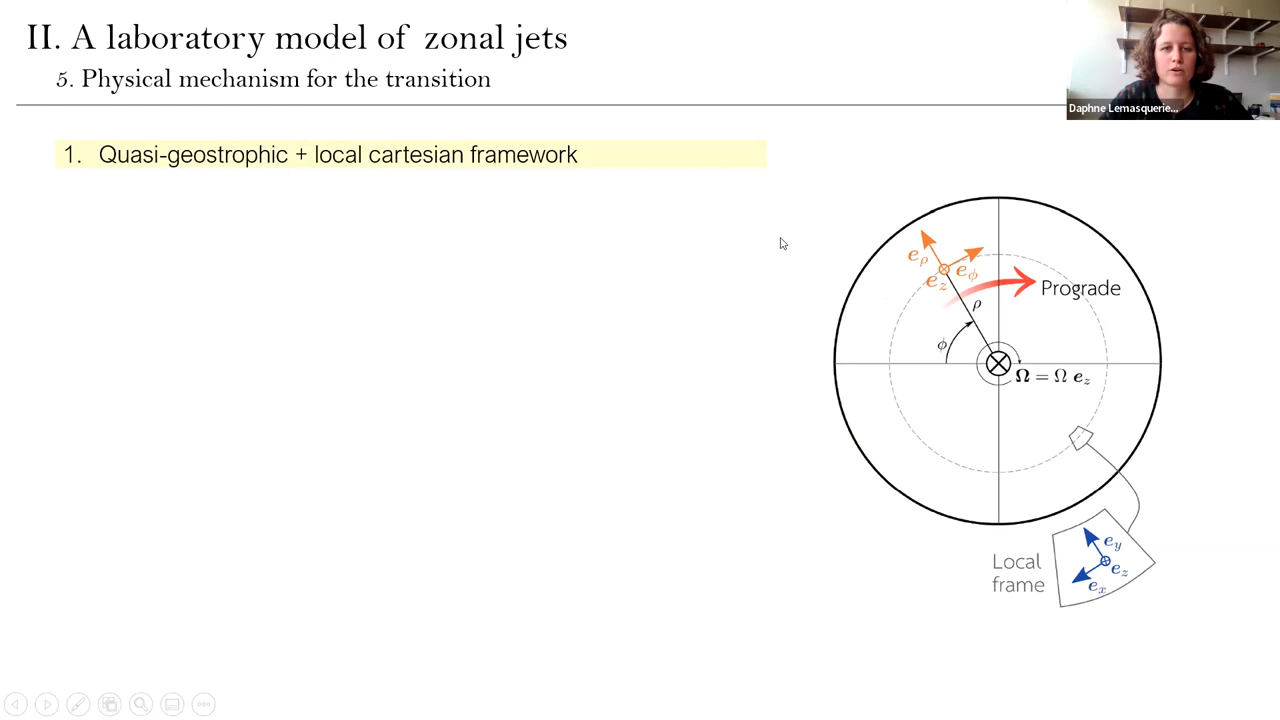 II. A laboratory model of zonal jets
5. Physical mechanism for the transition
Daphne Lemasquerie...
1. Quasi-geostrophic + local cartesian framework
e_ρ
e_ϕ
e_z
Prograde
ρ
ϕ
Ω = Ω e_z
Local
frame
e_y
e_z
e_x